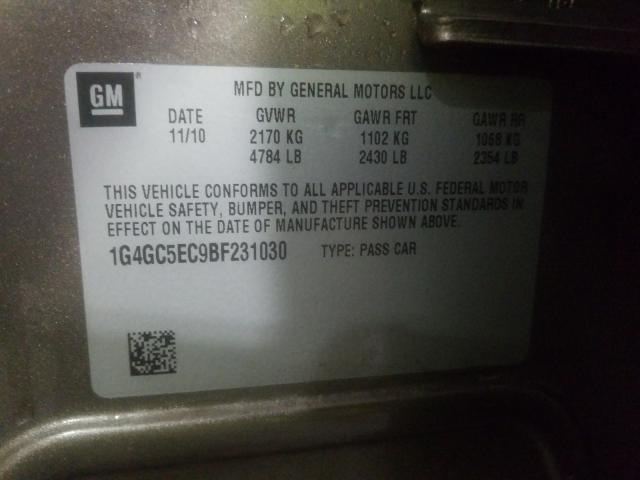 GM ®
MFD BY GENERAL MOTORS LLC
DATE GVWR GAWR FRT GAWR RR
11/10 2170 KG 1102 KG 1068 KG
4784 LB 2430 LB 2354 LB
THIS VEHICLE CONFORMS TO ALL APPLICABLE U.S. FEDERAL MOTOR
VEHICLE SAFETY, BUMPER, AND THEFT PREVENTION STANDARDS IN
EFFECT ON THE DATE OF MANUFACTURE SHOWN ABOVE.
1G4GC5EC9BF231030 TYPE: PASS CAR